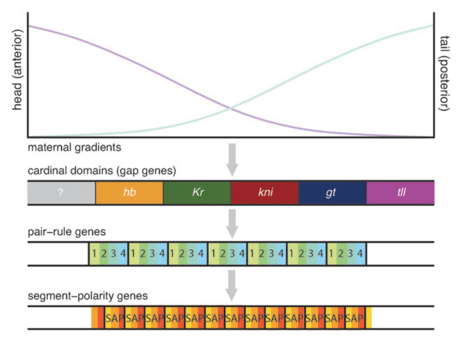 head (anterior)
tail (posterior)
maternal gradients
cardinal domains (gap genes)
? hb Kr kni gt tll
pair–rule genes
1 2 3 4 1 2 3 4 1 2 3 4 1 2 3 4 1 2 3 4 1 2 3 4 1 2 3 4
segment–polarity genes
SAP SAP SAP SAP SAP SAP SAP SAP SAP SAP SAP SAP SAP